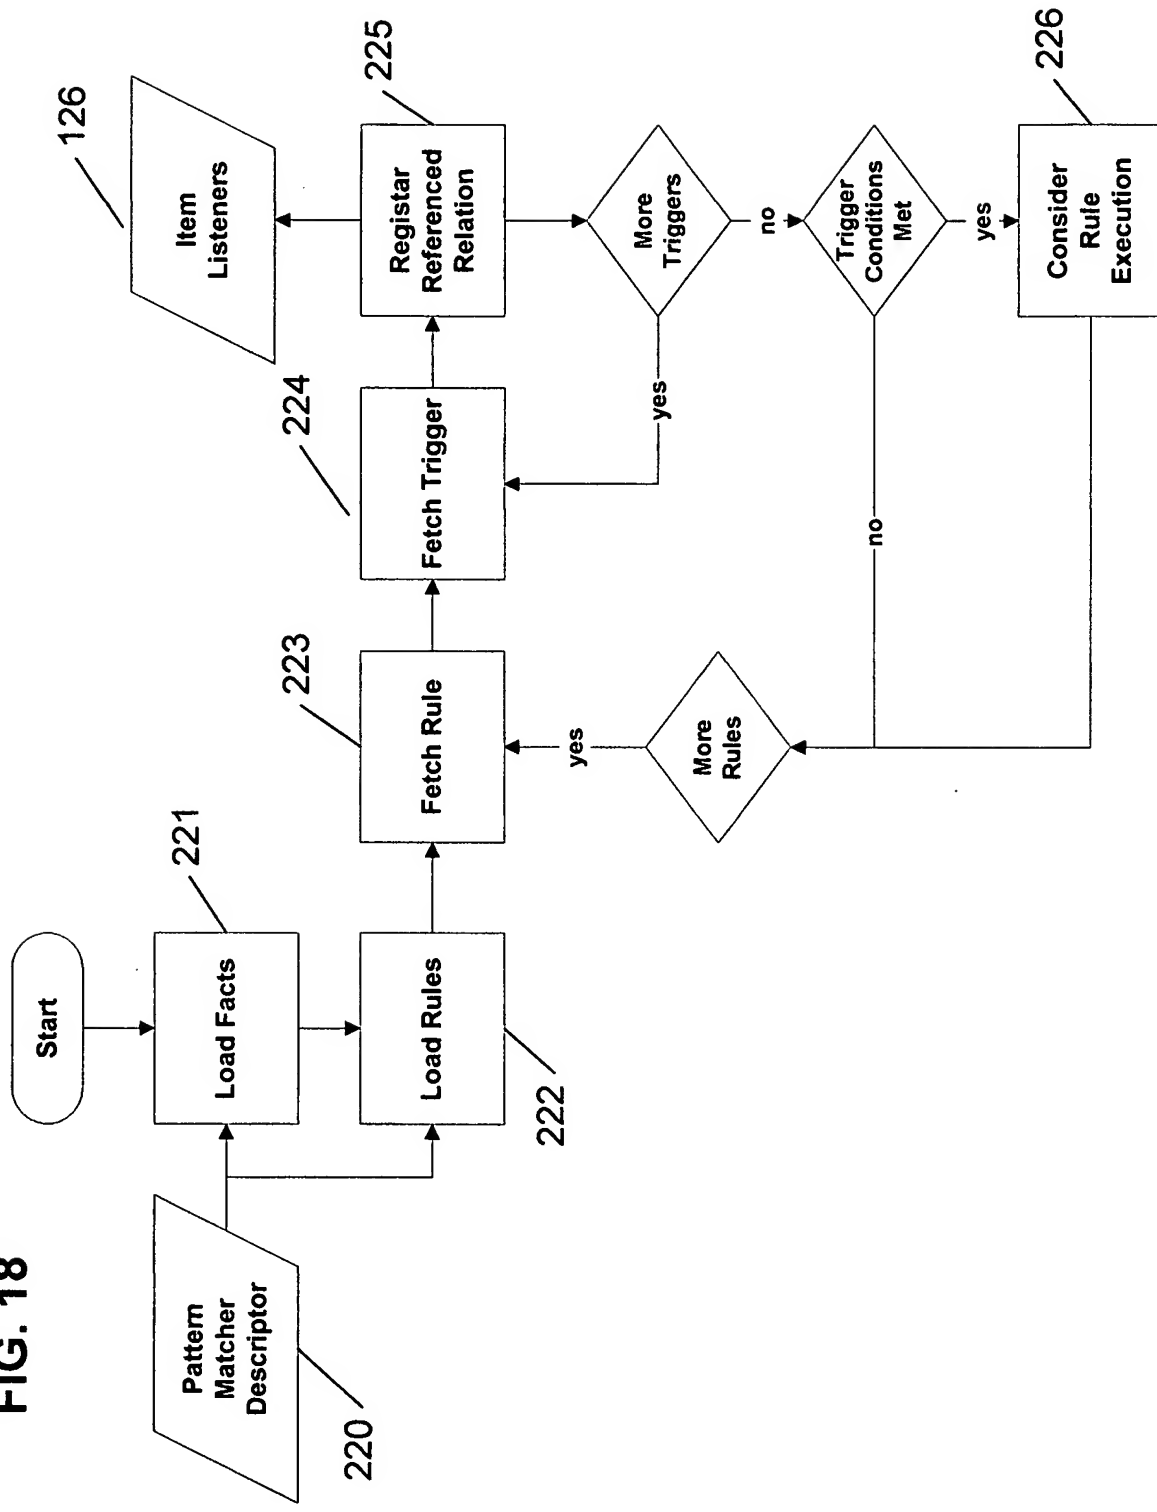 FIG. 18
Start
126
221
Pattern
Matcher
Descriptor
Load Facts
Item
Listeners
220
223
224
225
Load Rules
Fetch Rule
Fetch Trigger
Registar
Referenced
Relation
222
yes
More
Rules
yes
More
Triggers
no
no
Trigger
Conditions
Met
yes
226
Consider
Rule
Execution